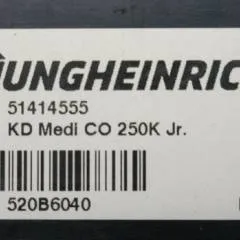 JUNGHEINRIC
51414555
KD Medi CO 250K Jr.
520B6040